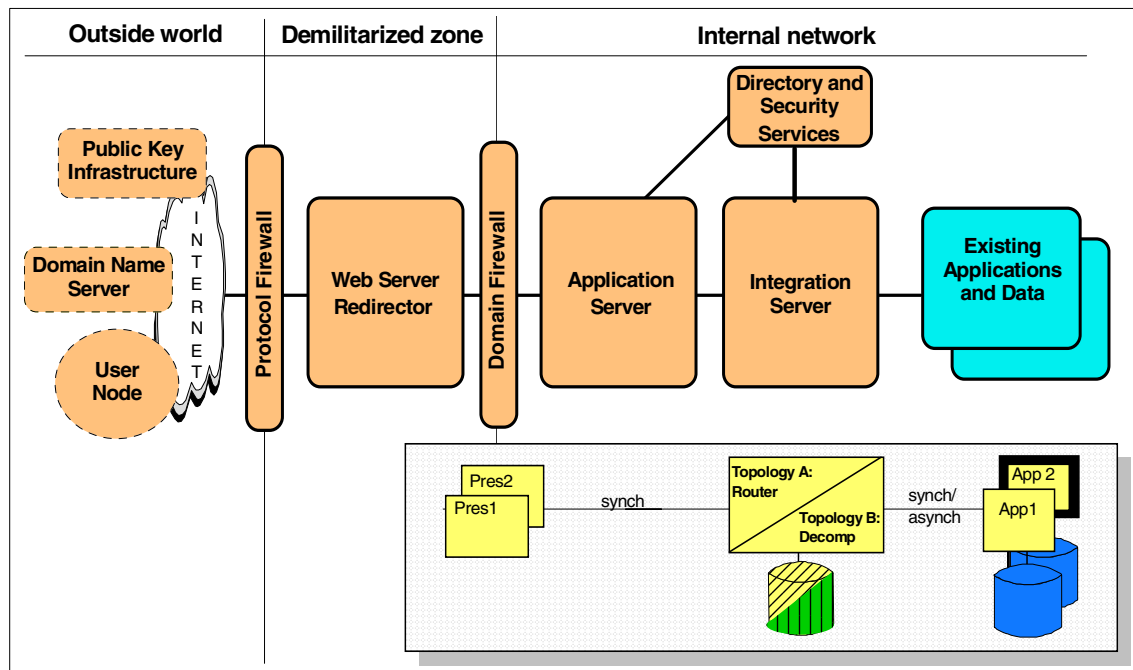 Outside world
Demilitarized zone
Internal network
Directory and
Security
Services
Public Key
Infrastructure
Domain Name
Server
User
Node
INTERNET
Protocol Firewall
Web Server
Redirector
Domain Firewall
Application
Server
Integration
Server
Existing
Applications
and Data
Pres2
Pres1
synch
Topology A:
Router
Topology B:
Decomp
synch/
asynch
App 2
App1